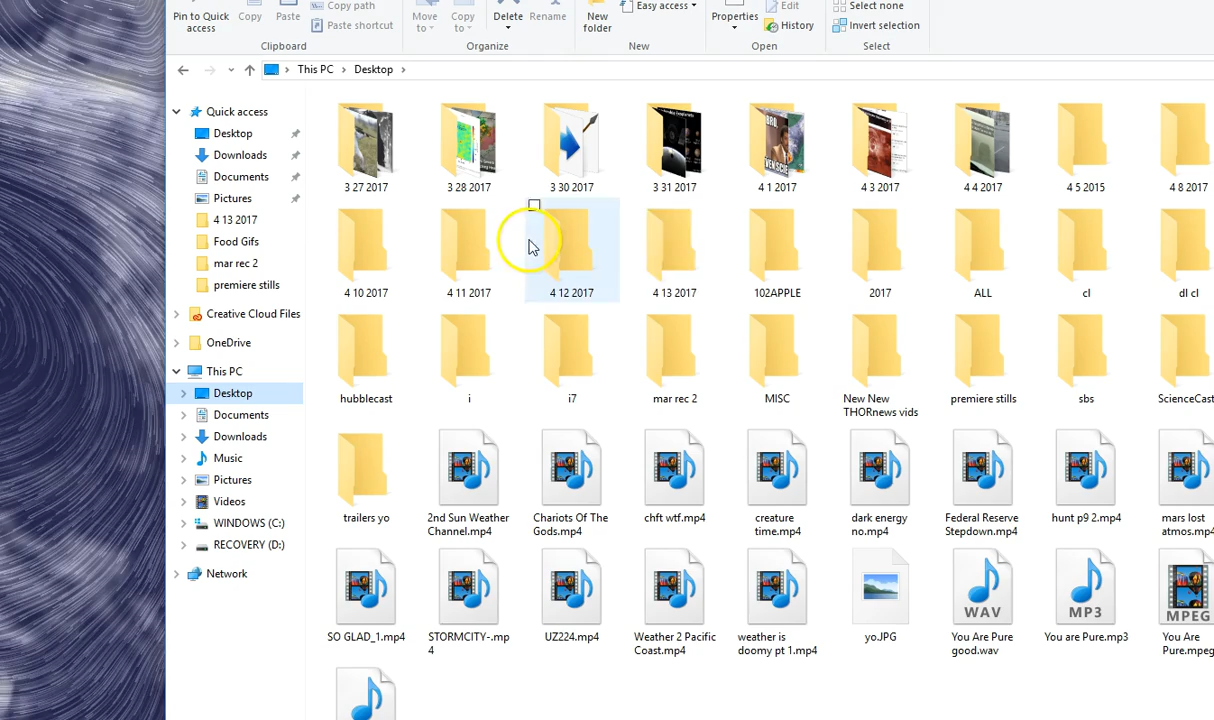 Pin to Quick access
Copy
Paste
Copy path
Paste shortcut
Clipboard
Move to
Copy to
Delete
Rename
Organize
New folder
Easy access
New
Properties
Edit
History
Open
Select none
Invert selection
Select
This PC
Desktop
Quick access
Desktop
Downloads
Documents
Pictures
4 13 2017
Food Gifs
mar rec 2
premiere stills
Creative Cloud Files
OneDrive
This PC
Desktop
Documents
Downloads
Music
Pictures
Videos
WINDOWS (C:)
RECOVERY (D:)
Network
3 27 2017
3 28 2017
3 30 2017
3 31 2017
4 1 2017
4 3 2017
4 4 2017
4 5 2015
4 8 2017
4 10 2017
4 11 2017
4 12 2017
4 13 2017
102APPLE
2017
ALL
cl
dl cl
hubblecast
i
i7
mar rec 2
MISC
New New THORnews vids
premiere stills
sbs
ScienceCast
trailers yo
2nd Sun Weather Channel.mp4
Chariots Of The Gods.mp4
chft wtf.mp4
creature time.mp4
dark energy no.mp4
Federal Reserve Stepdown.mp4
hunt p9 2.mp4
mars lost atmos.mp4
SO GLAD_1.mp4
STORMCITY-.mp4
UZ224.mp4
Weather 2 Pacific Coast.mp4
weather is doomy pt 1.mp4
yo.JPG
WAV
You Are Pure good.wav
MP3
You are Pure.mp3
MPEG
You Are Pure.mpeg